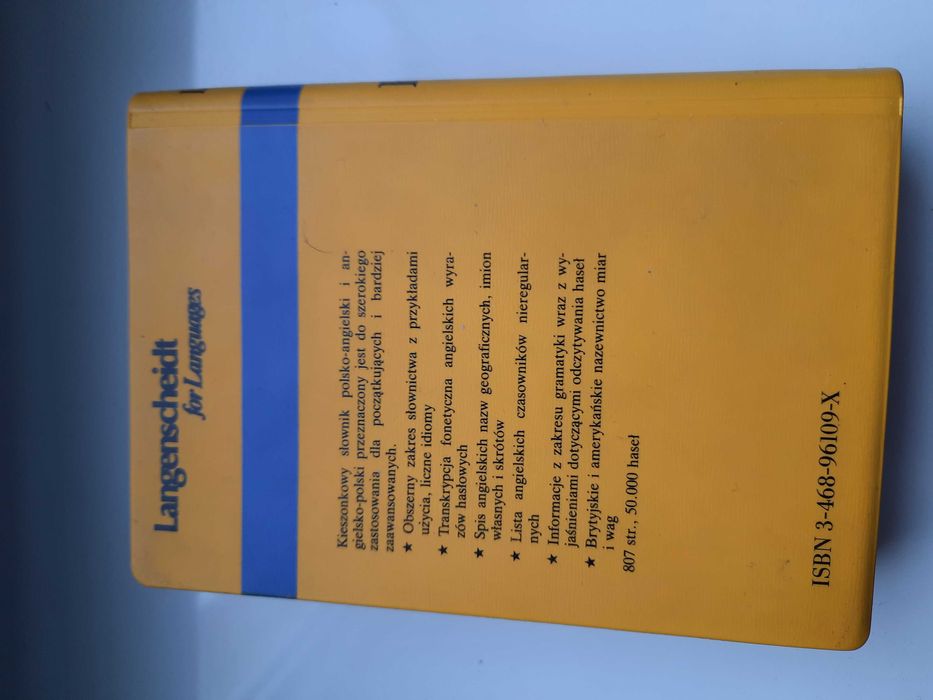 Langenscheidt
for Languages
Kieszonkowy słownik polsko-angielski i an-
gielsko-polski przeznaczony jest do szerokiego
zastosowania dla początkujących i bardziej
zaawansowanych.
★ Obszerny zakres słownictwa z przykładami
użycia, liczne idiomy
★ Transkrypcja fonetyczna angielskich wyra-
zów hasłowych
★ Spis angielskich nazw geograficznych, imion
własnych i skrótów
★ Lista angielskich czasowników nieregular-
nych
★ Informacje z zakresu gramatyki wraz z wy-
jaśnieniami dotyczącymi odczytywania haseł
★ Brytyjskie i amerykańskie nazewnictwo miar
i wag
807 str., 50.000 haseł
ISBN 3-468-96109-X